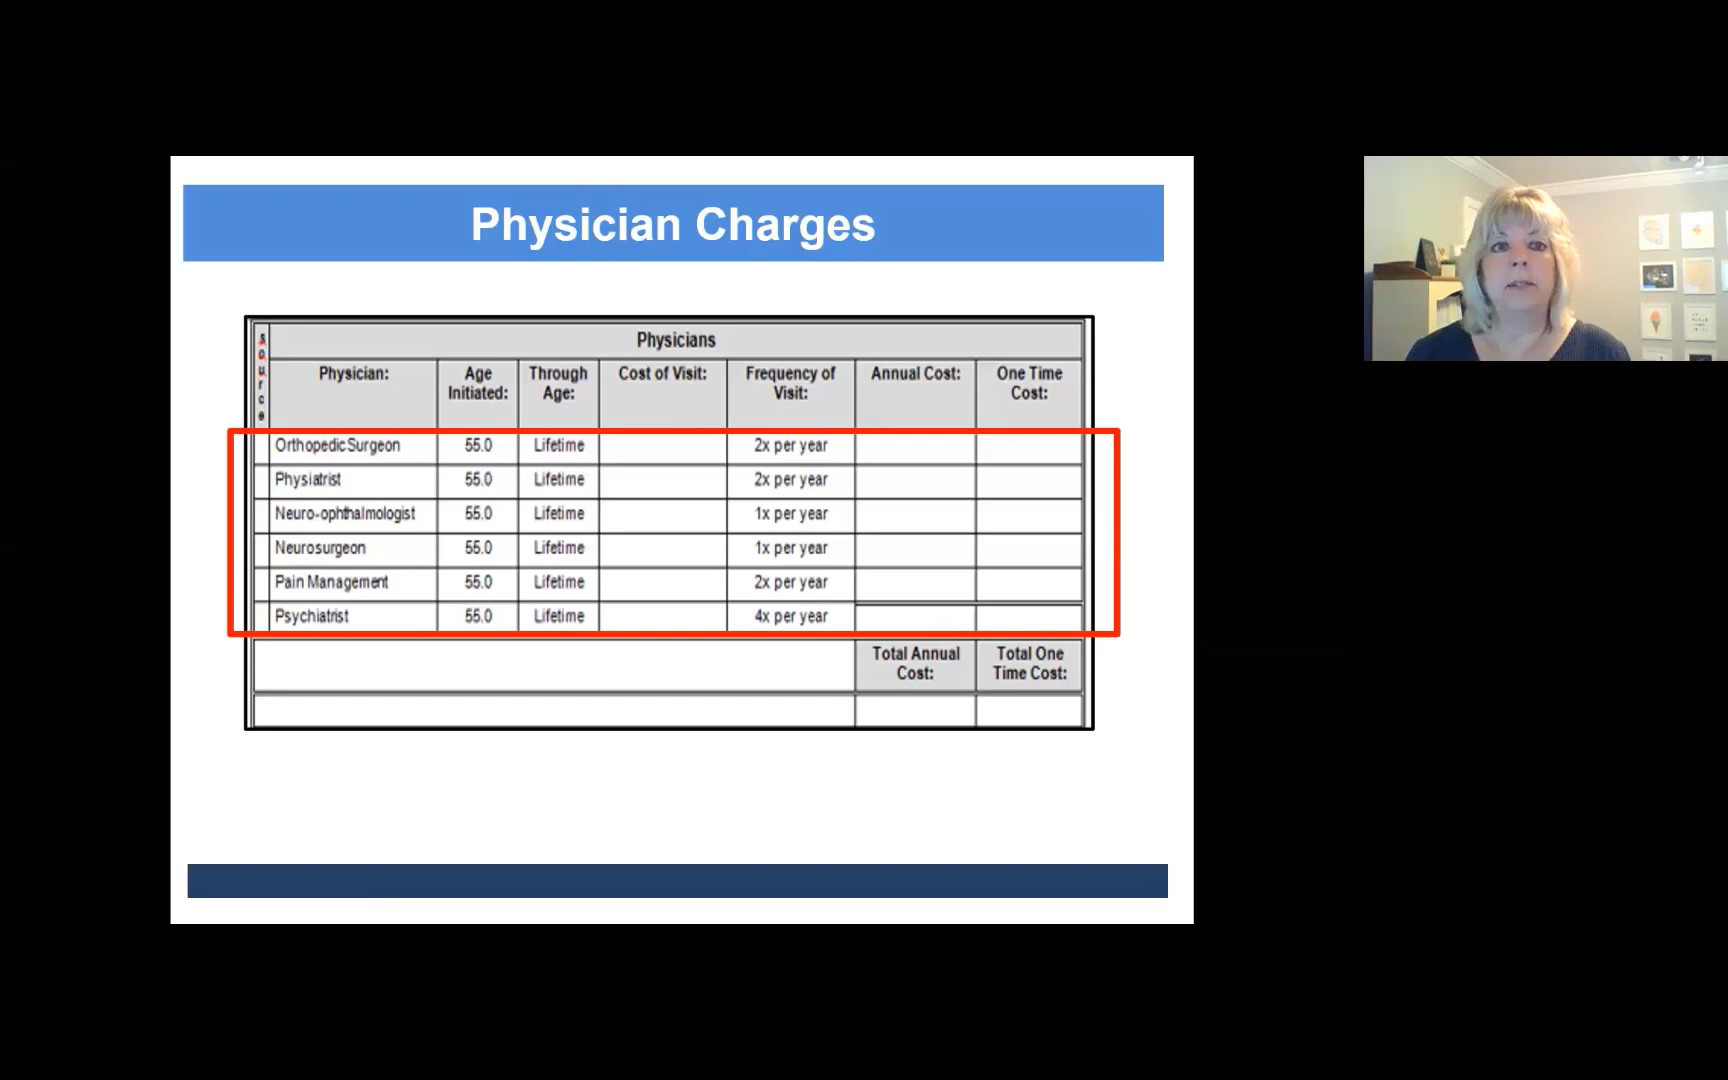 Physician Charges
source
Physicians
Physician: Age Initiated: Through Age: Cost of Visit: Frequency of Visit: Annual Cost: One Time Cost:
Orthopedic Surgeon 55.0 Lifetime 2x per year
Physiatrist 55.0 Lifetime 2x per year
Neuro-ophthalmologist 55.0 Lifetime 1x per year
Neurosurgeon 55.0 Lifetime 1x per year
Pain Management 55.0 Lifetime 2x per year
Psychiatrist 55.0 Lifetime 4x per year
Total Annual Cost: Total One Time Cost: